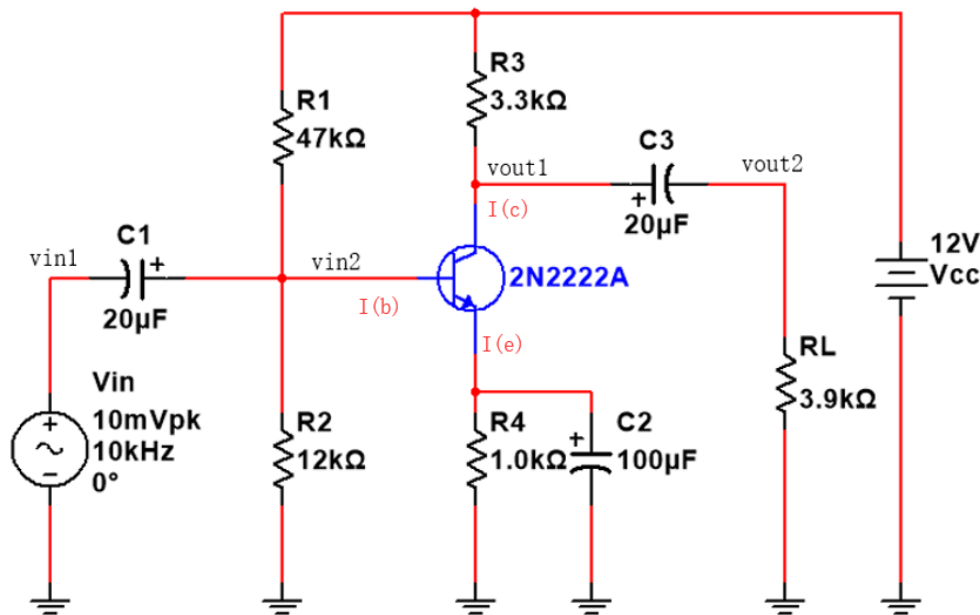 R3
3.3kΩ
R1
47kΩ
C3
vout1
vout2
I(c)
20μF
C1
12V
Vcc
vin1
vin2
2N2222A
I(b)
20μF
I(e)
RL
3.9kΩ
Vin
10mVpk
10kHz
0°
R2
12kΩ
R4
1.0kΩ
C2
100μF